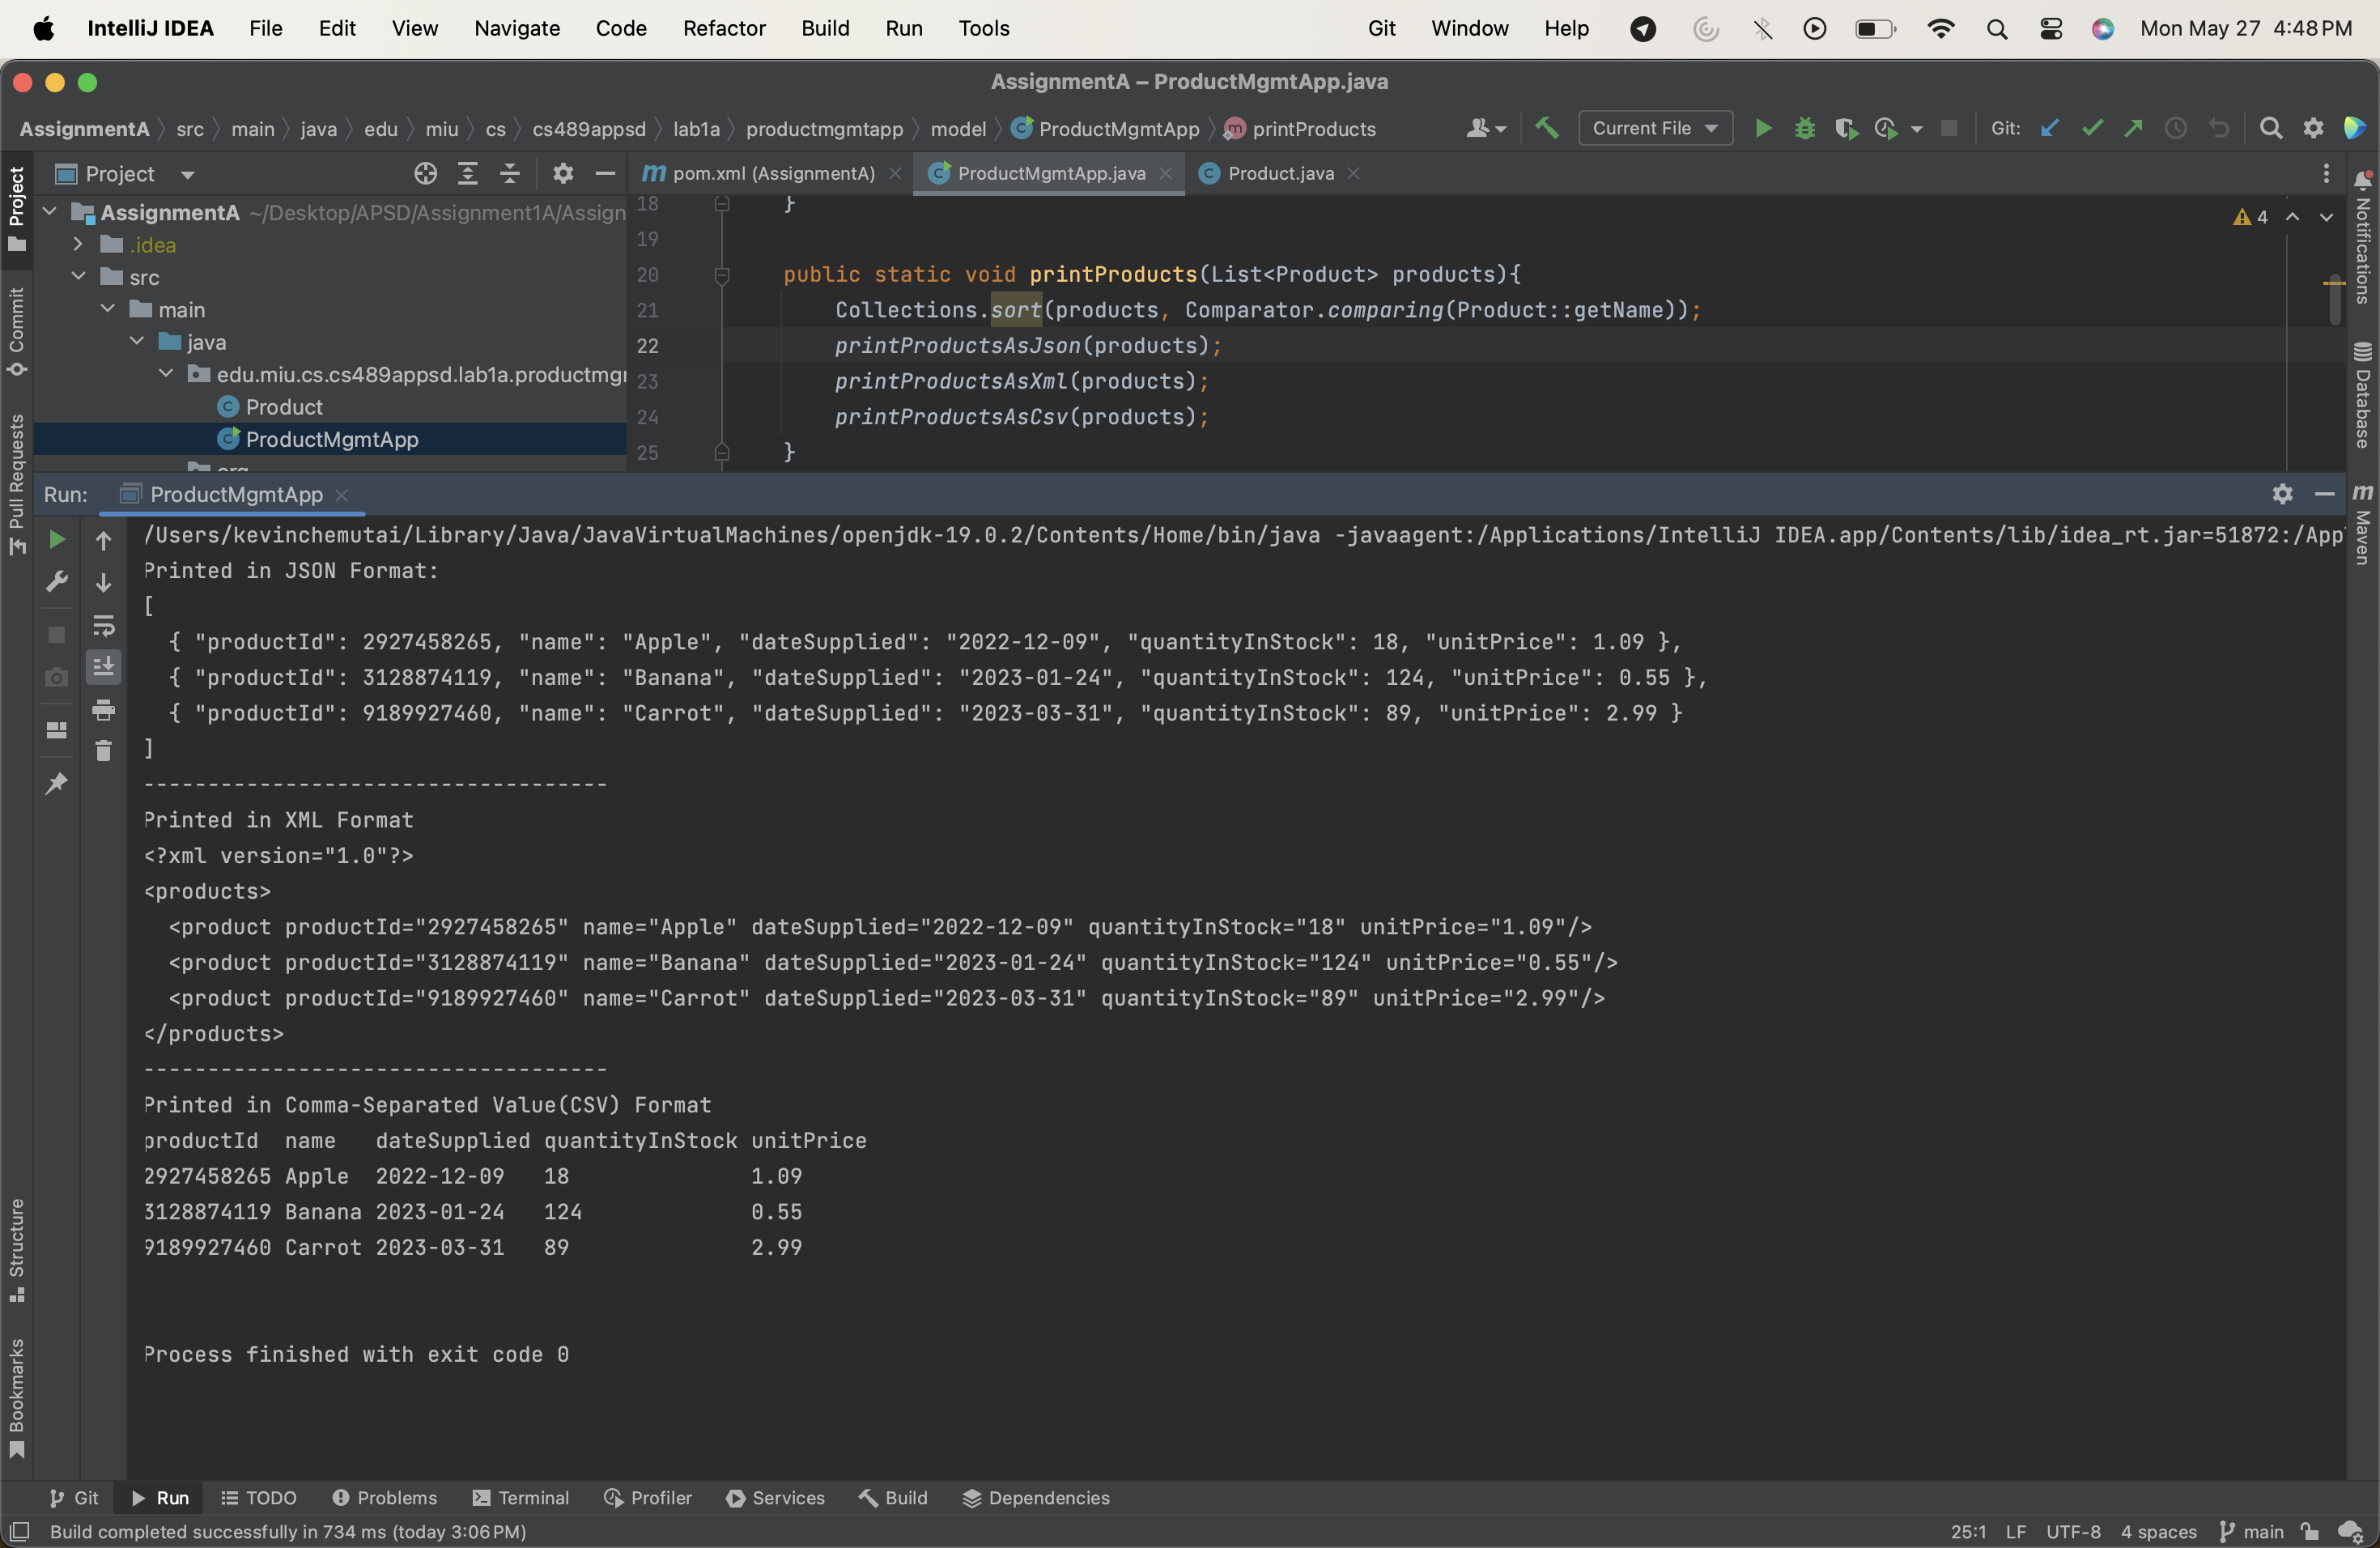 IntelliJ IDEA File Edit View Navigate Code Refactor Build Run Tools Git Window Help Mon May 27 4:48 PM
AssignmentA – ProductMgmtApp.java
AssignmentA src main java edu miu cs cs489appsd lab1a productmgmtapp model ProductMgmtApp m printProducts Current File Git:
Project
m pom.xml (AssignmentA) C ProductMgmtApp.java C Product.java
AssignmentA ~/Desktop/APSD/Assignment1A/Assign
.idea
src
main
java
edu.miu.cs.cs489appsd.lab1a.productmgr
C Product
C ProductMgmtApp
18 }
19
20 public static void printProducts(List<Product> products){
21 Collections.sort(products, Comparator.comparing(Product::getName));
22 printProductsAsJson(products);
23 printProductsAsXml(products);
24 printProductsAsCsv(products);
25 }
4
Project
Commit
Pull Requests
Structure
Bookmarks
Notifications
Database
m Maven
Run: ProductMgmtApp
/Users/kevinchemutai/Library/Java/JavaVirtualMachines/openjdk-19.0.2/Contents/Home/bin/java -javaagent:/Applications/IntelliJ IDEA.app/Contents/lib/idea_rt.jar=51872:/App
Printed in JSON Format:
[
{ "productId": 2927458265, "name": "Apple", "dateSupplied": "2022-12-09", "quantityInStock": 18, "unitPrice": 1.09 },
{ "productId": 3128874119, "name": "Banana", "dateSupplied": "2023-01-24", "quantityInStock": 124, "unitPrice": 0.55 },
{ "productId": 9189927460, "name": "Carrot", "dateSupplied": "2023-03-31", "quantityInStock": 89, "unitPrice": 2.99 }
]
------------------------------------
Printed in XML Format
<?xml version="1.0"?>
<products>
<product productId="2927458265" name="Apple" dateSupplied="2022-12-09" quantityInStock="18" unitPrice="1.09"/>
<product productId="3128874119" name="Banana" dateSupplied="2023-01-24" quantityInStock="124" unitPrice="0.55"/>
<product productId="9189927460" name="Carrot" dateSupplied="2023-03-31" quantityInStock="89" unitPrice="2.99"/>
</products>
------------------------------------
Printed in Comma-Separated Value(CSV) Format
productId name dateSupplied quantityInStock unitPrice
2927458265 Apple 2022-12-09 18 1.09
3128874119 Banana 2023-01-24 124 0.55
9189927460 Carrot 2023-03-31 89 2.99
Process finished with exit code 0
Git Run TODO Problems Terminal Profiler Services Build Dependencies
Build completed successfully in 734 ms (today 3:06 PM) 25:1 LF UTF-8 4 spaces main